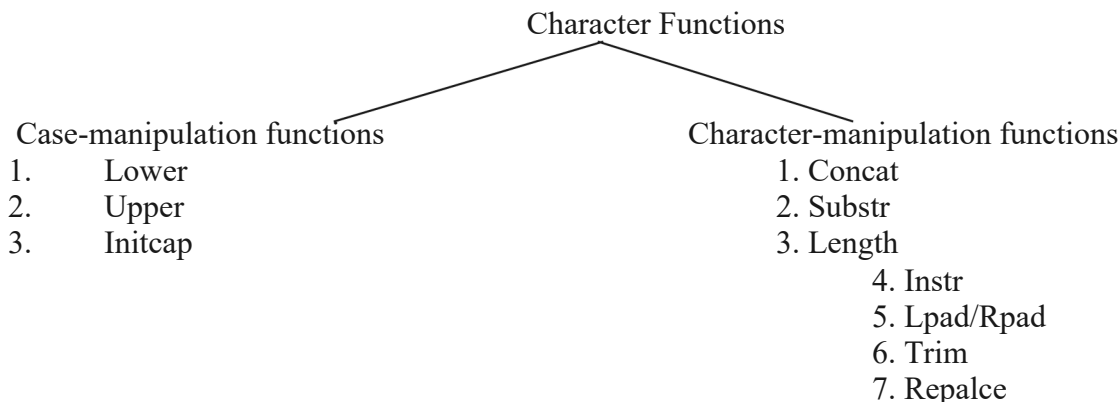 Character Functions
Case-manipulation functions
1. Lower
2. Upper
3. Initcap
Character-manipulation functions
1. Concat
2. Substr
3. Length
4. Instr
5. Lpad/Rpad
6. Trim
7. Repalce